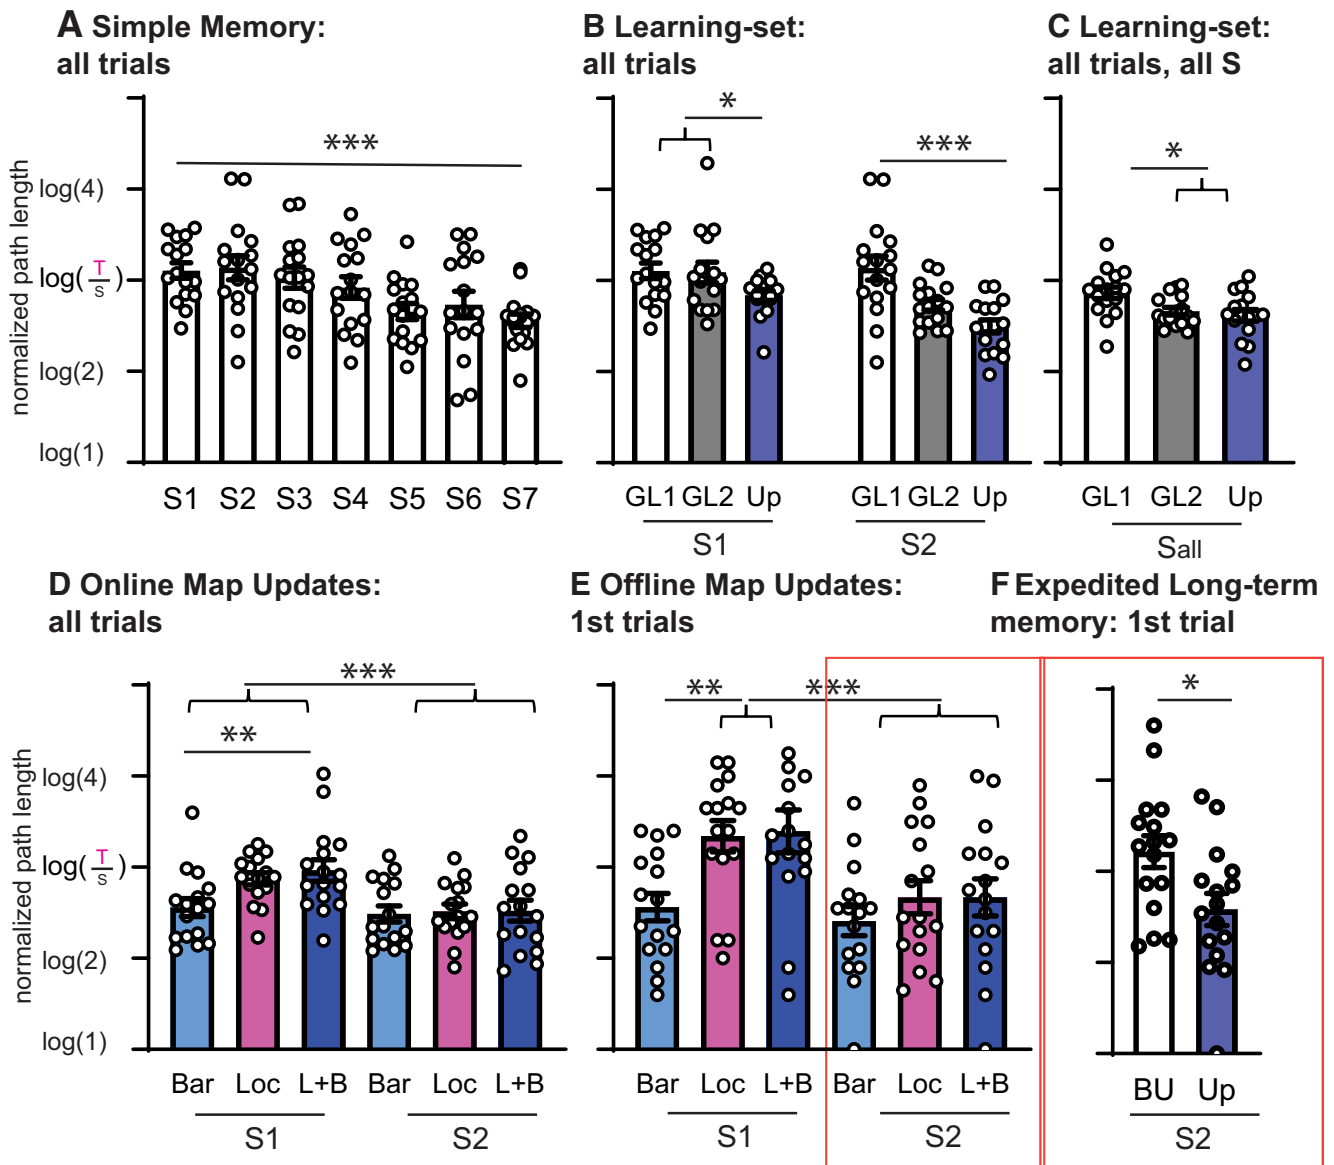 A Simple Memory:
all trials
B Learning-set:
all trials
C Learning-set:
all trials, all S
normalized path length
log(4)
log(T/S)
log(2)
log(1)
***
*
***
*
S1 S2 S3 S4 S5 S6 S7
GL1 GL2 Up GL1 GL2 Up
S1 S2
GL1 GL2 Up
Sall
D Online Map Updates:
all trials
E Offline Map Updates:
1st trials
F Expedited Long-term
memory: 1st trial
normalized path length
log(4)
log(T/S)
log(2)
log(1)
***
**
** ***
*
Bar Loc L+B Bar Loc L+B
S1 S2
Bar Loc L+B Bar Loc L+B
S1 S2
BU Up
S2